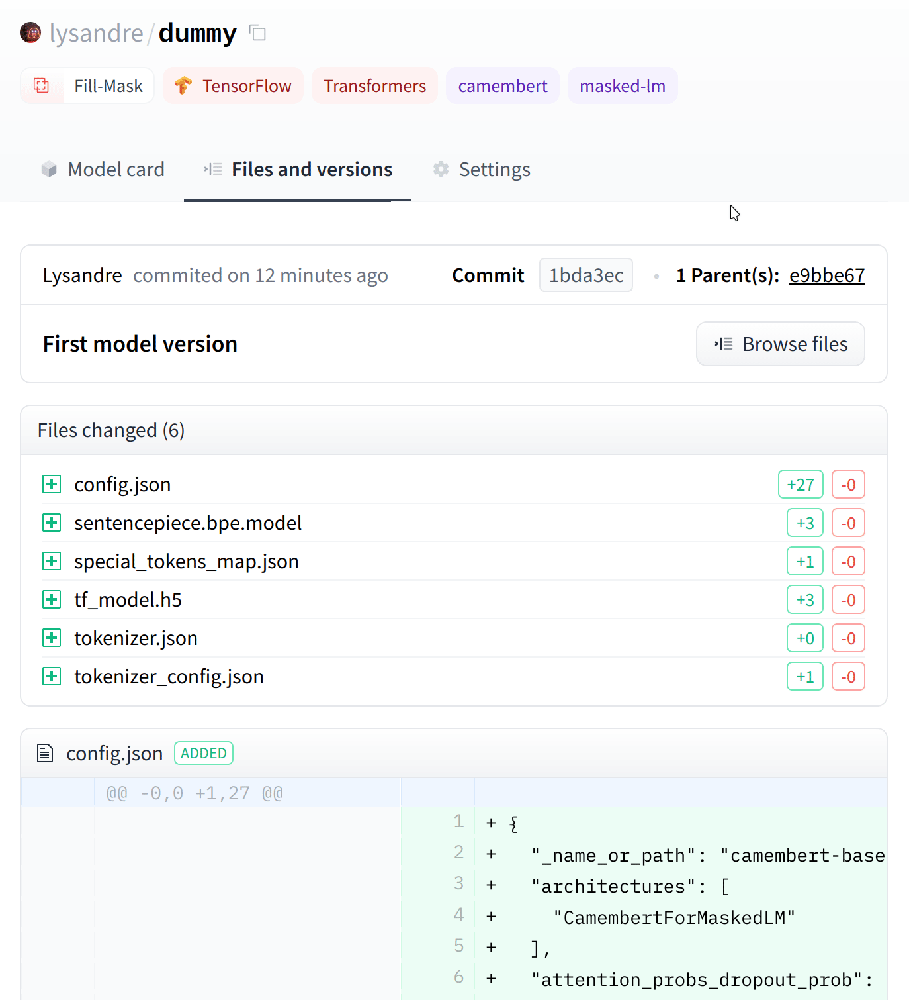 lysandre/dummy
Fill-Mask TensorFlow Transformers camembert masked-lm
Model card Files and versions Settings
Lysandre commited on 12 minutes ago Commit 1bda3ec • 1 Parent(s): e9bbe67
First model version Browse files
Files changed (6)
config.json +27 -0
sentencepiece.bpe.model +3 -0
special_tokens_map.json +1 -0
tf_model.h5 +3 -0
tokenizer.json +0 -0
tokenizer_config.json +1 -0
config.json ADDED
@@ -0,0 +1,27 @@
1 + {
2 + "_name_or_path": "camembert-base
3 + "architectures": [
4 + "CamembertForMaskedLM"
5 + ],
6 + "attention_probs_dropout_prob":